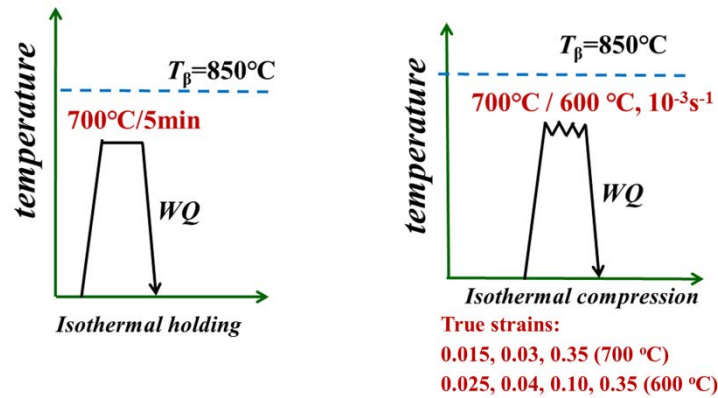 temperature
Tβ=850°C
700°C/5min
WQ
Isothermal holding
temperature
Tβ=850°C
700°C / 600 °C, 10⁻³s⁻¹
WQ
Isothermal compression
True strains:
0.015, 0.03, 0.35 (700 °C)
0.025, 0.04, 0.10, 0.35 (600 °C)